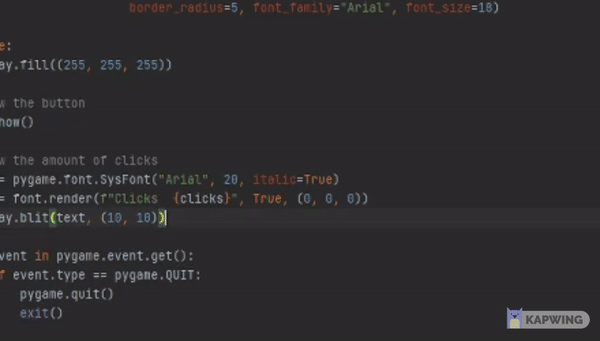 border_radius=5, font_family="Arial", font_size=18)
e:
ay.fill((255, 255, 255))
w the button
how()
w the amount of clicks
= pygame.font.SysFont("Arial", 20, italic=True)
= font.render(f"Clicks {clicks}", True, (0, 0, 0))
ay.blit(text, (10, 10))
vent in pygame.event.get():
f event.type == pygame.QUIT:
pygame.quit()
exit()
KAPWING